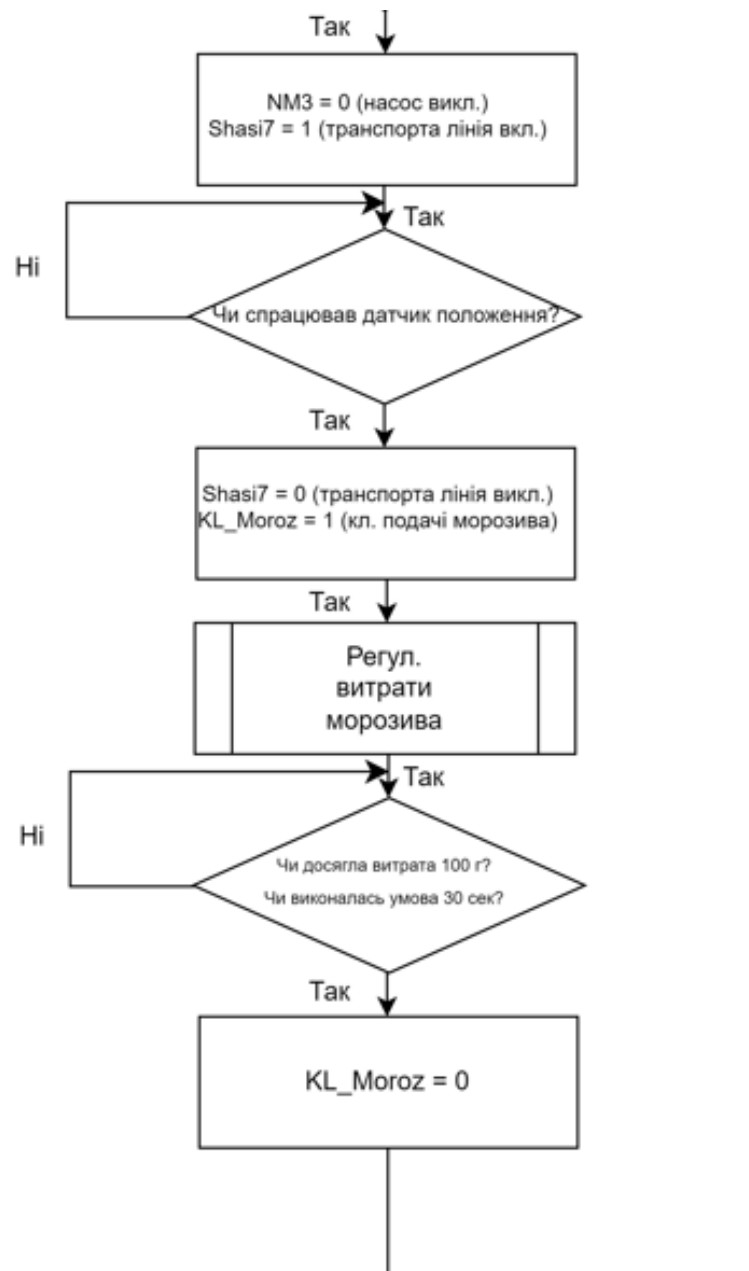 Так
NM3 = 0 (насос викл.)
Shasi7 = 1 (транспорта лінія вкл.)
Так
Ні
Чи спрацював датчик положення?
Так
Shasi7 = 0 (транспорта лінія викл.)
KL_Moroz = 1 (кл. подачі морозива)
Так
Регул.
витрати
морозива
Так
Ні
Чи досягла витрата 100 г?
Чи виконалась умова 30 сек?
Так
KL_Moroz = 0